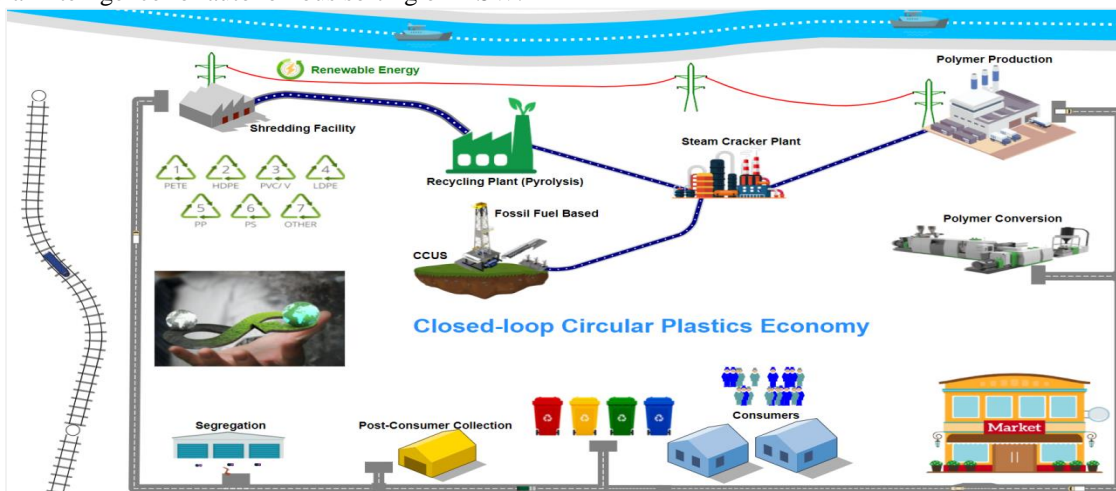 Renewable Energy
Polymer Production
Shredding Facility
Steam Cracker Plant
1
2
3
4
PETE
HDPE
PVC/ V
LDPE
Recycling Plant (Pyrolysis)
5
6
7
PP
PS
OTHER
Fossil Fuel Based
Polymer Conversion
CCUS
Closed-loop Circular Plastics Economy
Consumers
Segregation
Post-Consumer Collection
Market